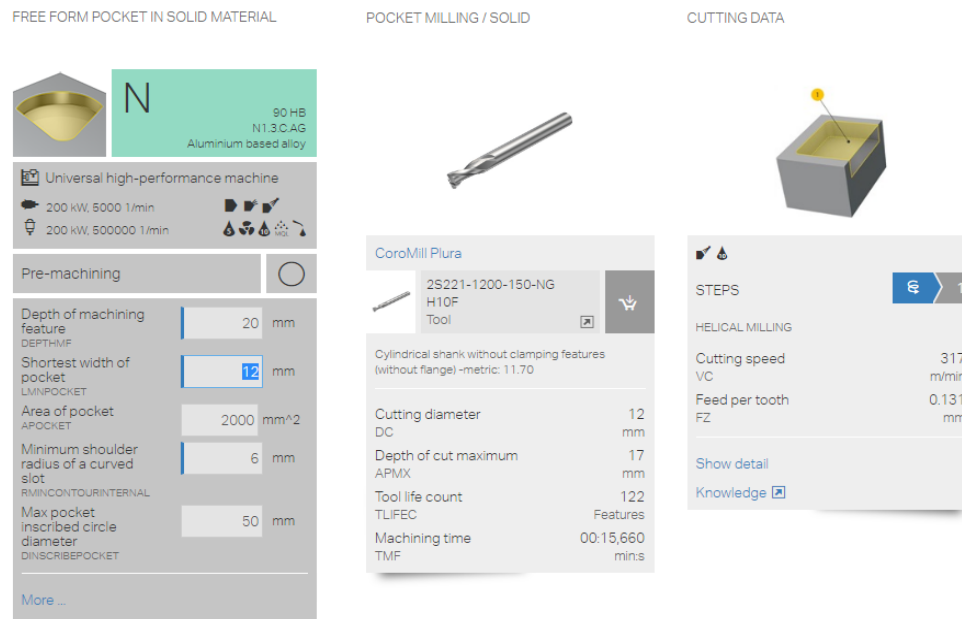 FREE FORM POCKET IN SOLID MATERIAL
N
90 HB
N1.3.C.AG
Aluminium based alloy
Universal high-performance machine
200 kW, 5000 1/min
200 kW, 500000 1/min
MQL
Pre-machining
Depth of machining
feature
DEPTHMF
20 mm
Shortest width of
pocket
LMNPOCKET
12 mm
Area of pocket
APOCKET
2000 mm^2
Minimum shoulder
radius of a curved
slot
RMINCONTOURINTERNAL
6 mm
Max pocket
inscribed circle
diameter
DINSCRIBEPOCKET
50 mm
More ...
POCKET MILLING / SOLID
CoroMill Plura
2S221-1200-150-NG
H10F
Tool
Cylindrical shank without clamping features
(without flange) -metric: 11.70
Cutting diameter 12
DC mm
Depth of cut maximum 17
APMX mm
Tool life count 122
TLIFEC Features
Machining time 00:15,660
TMF min:s
CUTTING DATA
1
STEPS
1
HELICAL MILLING
Cutting speed 317
VC m/min
Feed per tooth 0.131
FZ mm
Show detail
Knowledge